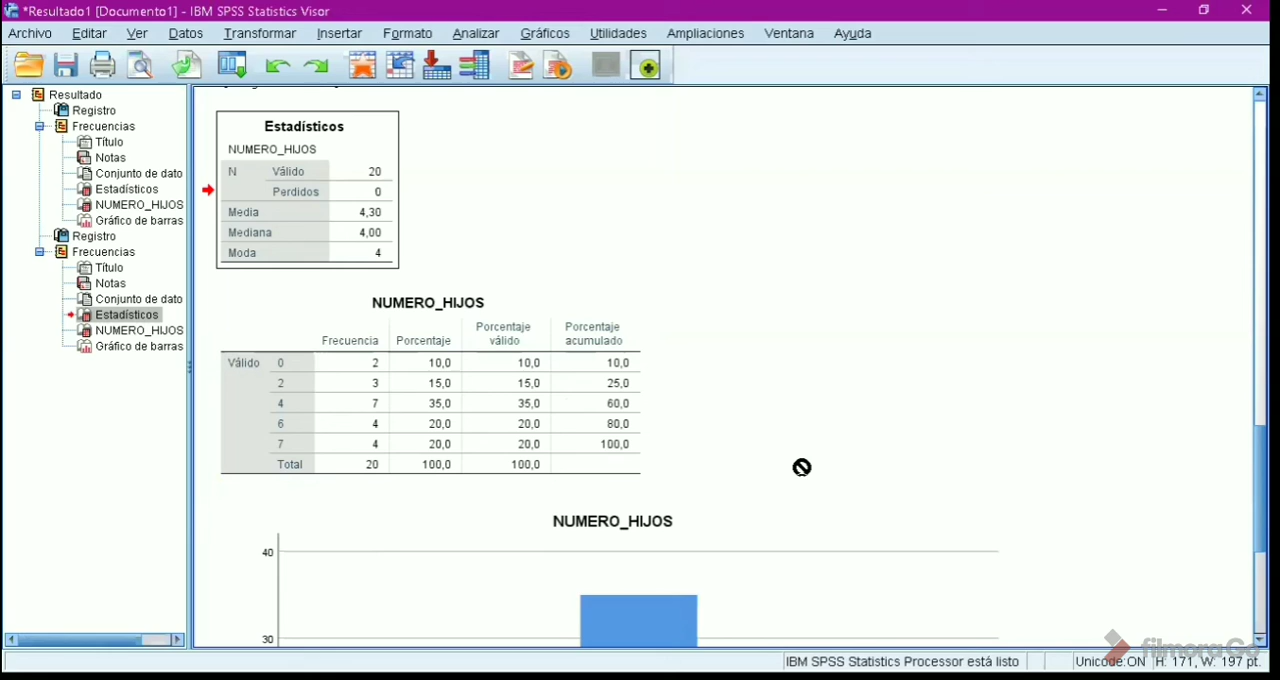 *Resultado1 [Documento1] - IBM SPSS Statistics Visor
Archivo Editar Ver Datos Transformar Insertar Formato Analizar Gráficos Utilidades Ampliaciones Ventana Ayuda
Resultado
Registro
Frecuencias
Título
Notas
Conjunto de dato
Estadísticos
NUMERO_HIJOS
Gráfico de barras
Registro
Frecuencias
Título
Notas
Conjunto de dato
Estadísticos
NUMERO_HIJOS
Gráfico de barras
Estadísticos
NUMERO_HIJOS
N Válido 20
Perdidos 0
Media 4,30
Mediana 4,00
Moda 4
NUMERO_HIJOS
Frecuencia Porcentaje Porcentaje válido Porcentaje acumulado
Válido 0 2 10,0 10,0 10,0
2 3 15,0 15,0 25,0
4 7 35,0 35,0 60,0
6 4 20,0 20,0 80,0
7 4 20,0 20,0 100,0
Total 20 100,0 100,0
NUMERO_HIJOS
40
30
filmoraGo
IBM SPSS Statistics Processor está listo Unicode:ON H: 171, W: 197 pt.